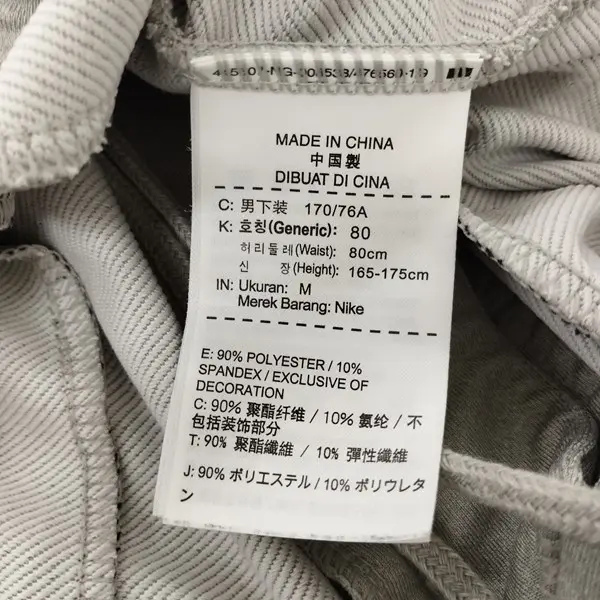 MADE IN CHINA
中国製
DIBUAT DI CINA
C: 男下装 170/76A
K: 호칭(Generic): 80
허리둘레(Waist): 80cm
신 장(Height): 165-175cm
IN: Ukuran: M
Merek Barang: Nike
E: 90% POLYESTER / 10%
SPANDEX / EXCLUSIVE OF
DECORATION
C: 90% 聚酯纤维 / 10% 氨纶 / 不
包括装饰部分
T: 90% 聚酯纖維 / 10% 彈性纖維
J: 90% ポリエステル / 10% ポリウレタ
ン